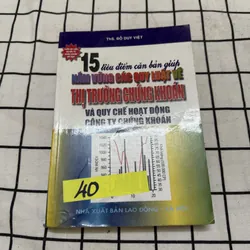 THS. HỒ DUY VIỆT
15 tiêu điểm căn bản giúp
NẮM VỮNG CÁC QUY LUẬT VỀ
THỊ TRƯỜNG CHỨNG KHOÁN
VÀ QUY CHẾ HOẠT ĐỘNG
CÔNG TY CHỨNG KHOÁN
40
NHÀ XUẤT BẢN LAO ĐỘNG